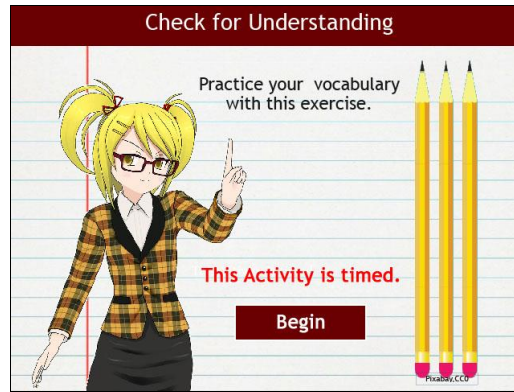 Check for Understanding
Practice your vocabulary
with this exercise.
This Activity is timed.
Begin
Pixabay,CC0